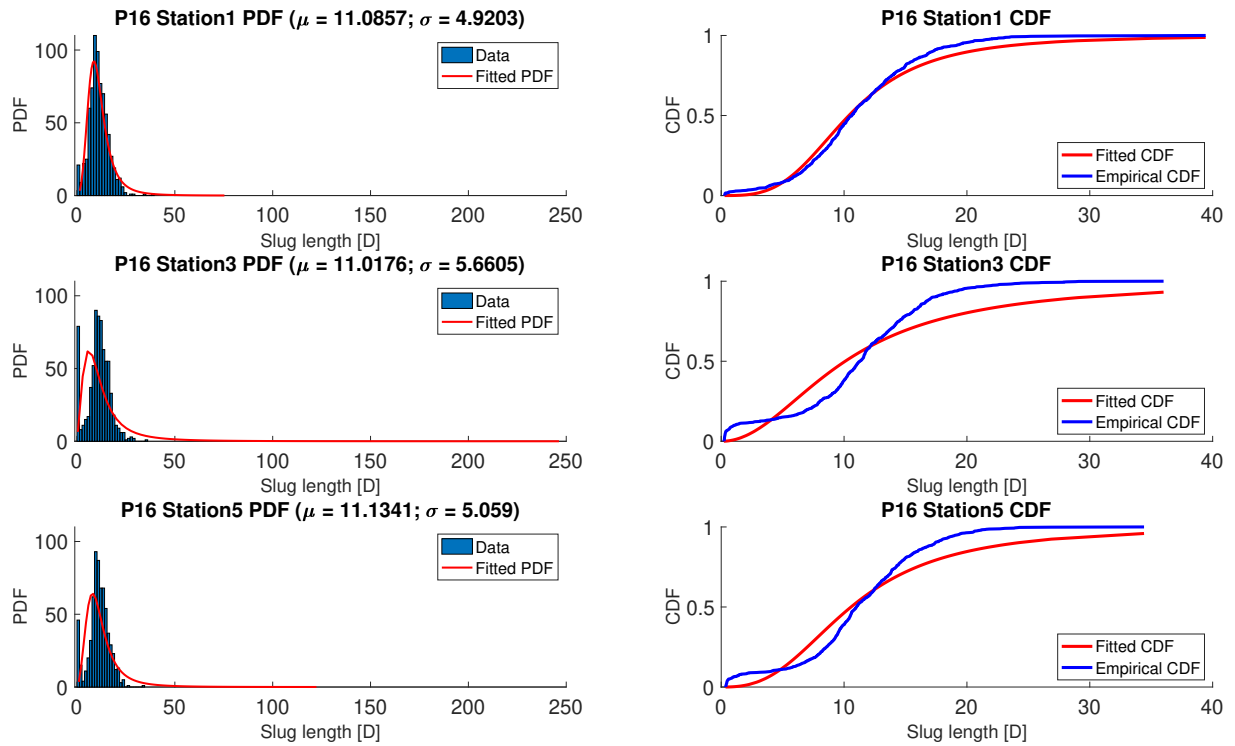 P16 Station1 PDF (μ = 11.0857; σ = 4.9203)
100
50
0
PDF
Data
Fitted PDF
0 50 100 150 200 250
Slug length [D]
P16 Station1 CDF
1
0.5
0
CDF
Fitted CDF
Empirical CDF
0 10 20 30 40
Slug length [D]
P16 Station3 PDF (μ = 11.0176; σ = 5.6605)
100
50
0
PDF
Data
Fitted PDF
0 50 100 150 200 250
Slug length [D]
P16 Station3 CDF
1
0.5
0
CDF
Fitted CDF
Empirical CDF
0 10 20 30 40
Slug length [D]
P16 Station5 PDF (μ = 11.1341; σ = 5.059)
100
50
0
PDF
Data
Fitted PDF
0 50 100 150 200 250
Slug length [D]
P16 Station5 CDF
1
0.5
0
CDF
Fitted CDF
Empirical CDF
0 10 20 30 40
Slug length [D]